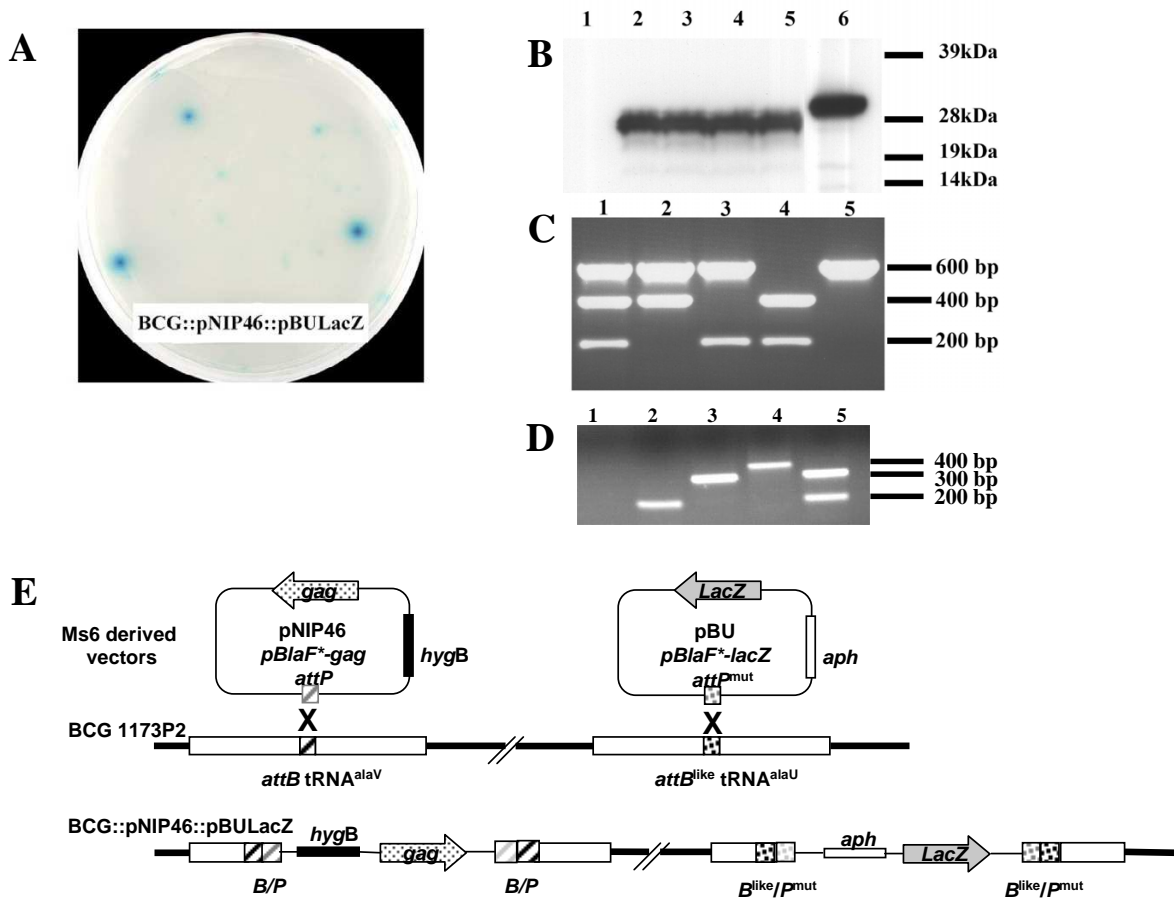 A
BCG::pNIP46::pBULacZ
B
1 2 3 4 5 6
39kDa
28kDa
19kDa
14kDa
C
1 2 3 4 5
600 bp
400 bp
200 bp
D
1 2 3 4 5
400 bp
300 bp
200 bp
E
Ms6 derived
vectors
gag
pNIP46
pBlaF*-gag
attP
hygB
X
LacZ
pBU
pBlaF*-lacZ
attPmut
aph
X
BCG 1173P2
attB tRNAalaV
attBlike tRNAalaU
BCG::pNIP46::pBULacZ
hygB
gag
aph
LacZ
B/P
B/P
Blike/Pmut
Blike/Pmut